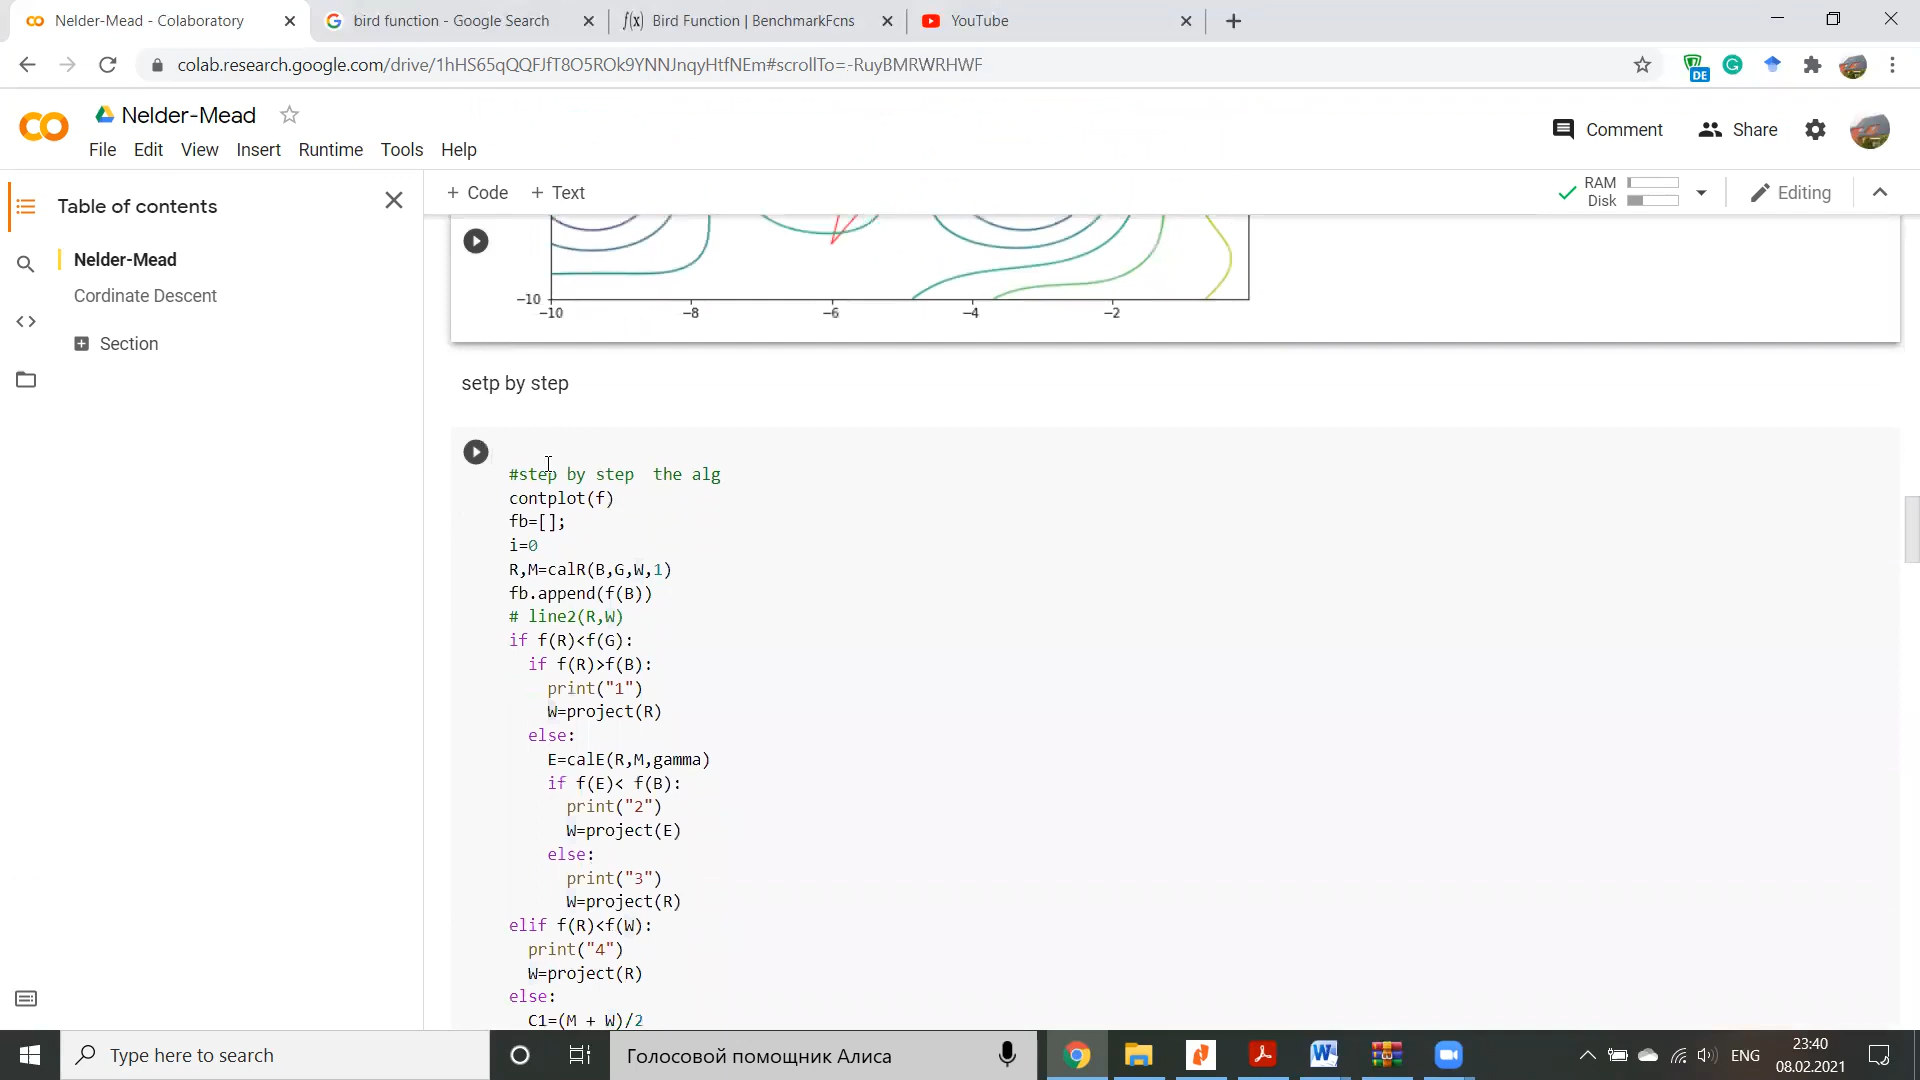 Nelder-Mead - Colaboratory
bird function - Google Search
f(x) Bird Function | BenchmarkFcns
YouTube
colab.research.google.com/drive/1hHS65qQQFJfT8O5ROk9YNNJnqyHtfNEm#scrollTo=-RuyBMRWRHWF
DE
Nelder-Mead
Comment
Share
File Edit View Insert Runtime Tools Help
Table of contents
+ Code + Text
RAM
Disk
Editing
Nelder-Mead
Cordinate Descent
Section
−10
−10 −8 −6 −4 −2
setp by step
#step by step  the alg
contplot(f)
fb=[];
i=0
R,M=calR(B,G,W,1)
fb.append(f(B))
# line2(R,W)
if f(R)<f(G):
if f(R)>f(B):
print("1")
W=project(R)
else:
E=calE(R,M,gamma)
if f(E)< f(B):
print("2")
W=project(E)
else:
print("3")
W=project(R)
elif f(R)<f(W):
print("4")
W=project(R)
else:
C1=(M + W)/2
Type here to search
Голосовой помощник Алиса
ENG
23:40
08.02.2021